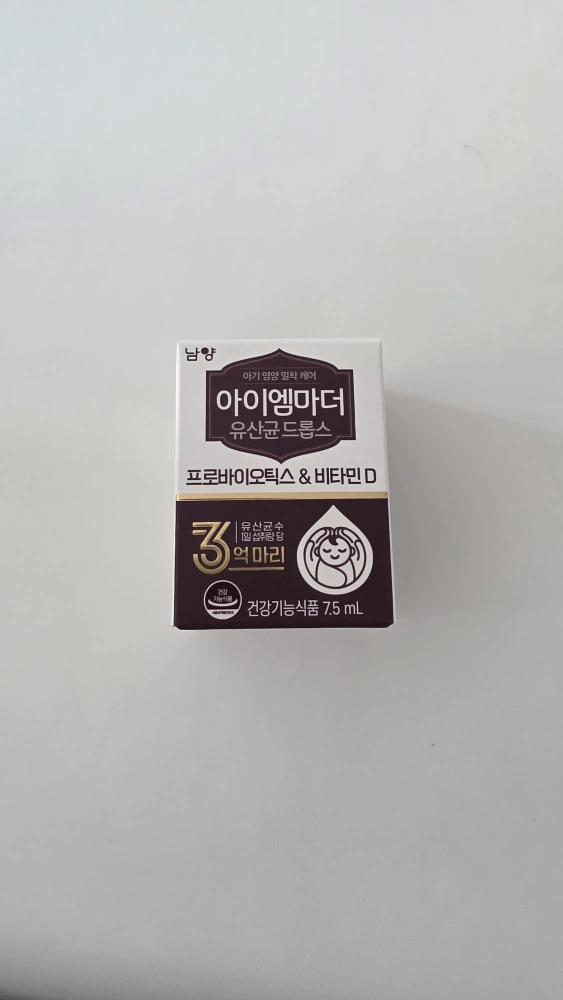 남양
아기 영양 밀착 케어
아이엠마더
유산균 드롭스
프로바이오틱스 & 비타민 D
3억 마리
유산균수
1일 섭취량 당
건강
기능식품
건강기능식품 7.5 mL